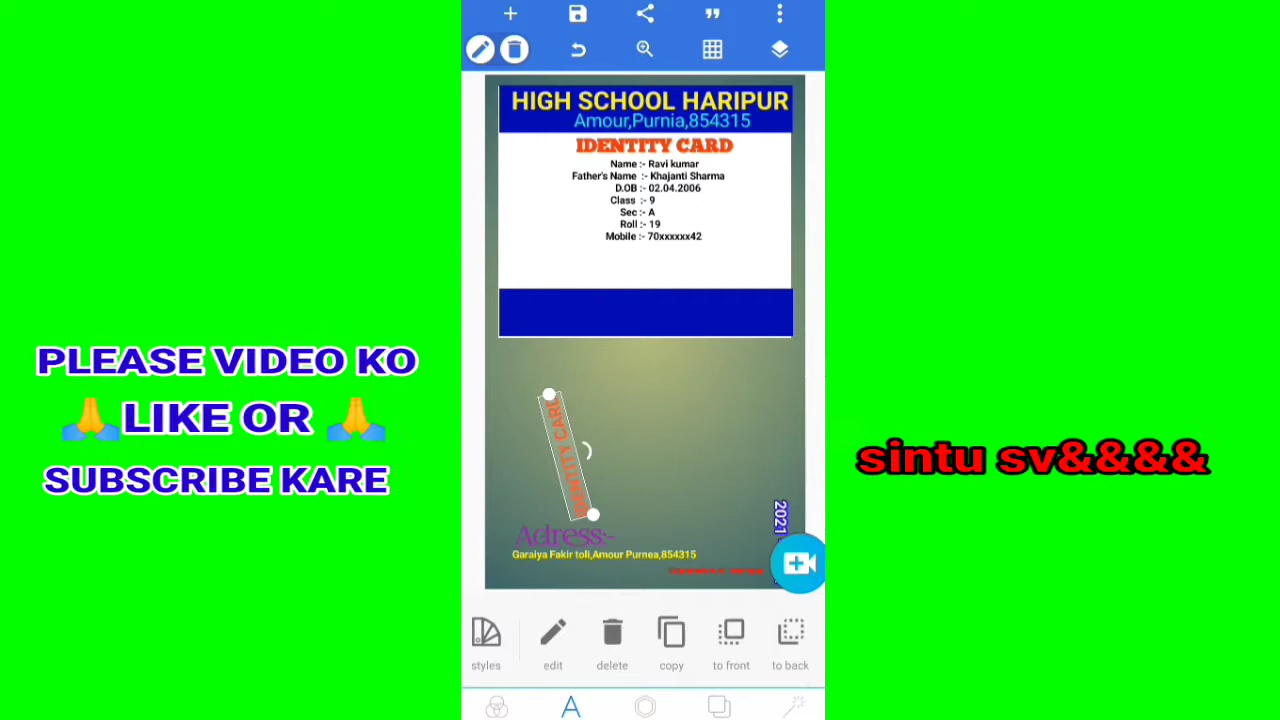 HIGH SCHOOL HARIPUR
Amour,Purnia,854315
IDENTITY CARD
Name :- Ravi kumar
Father's Name :- Khajanti Sharma
D.OB :- 02.04.2006
Class :- 9
Sec :- A
Roll :- 19
Mobile :- 70xxxxxx42
PLEASE VIDEO KO
🙏LIKE OR 🙏
SUBSCRIBE KARE
sintu sv&&&&
IDENTITY CARD
2021
Adress:-
Garaiya Fakir toli,Amour Purnea,854315
styles
edit
delete
copy
to front
to back